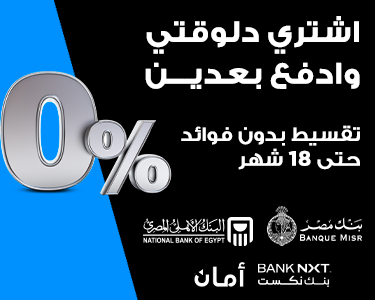 اشتري دلوقتي
وادفع بعدين
0%
تقسيط بدون فوائد
حتى 18 شهر
بنك مصر
BANQUE MISR
البنك الأهلي المصري
NATIONAL BANK OF EGYPT
BANK NXT
بنك نكست
أمان